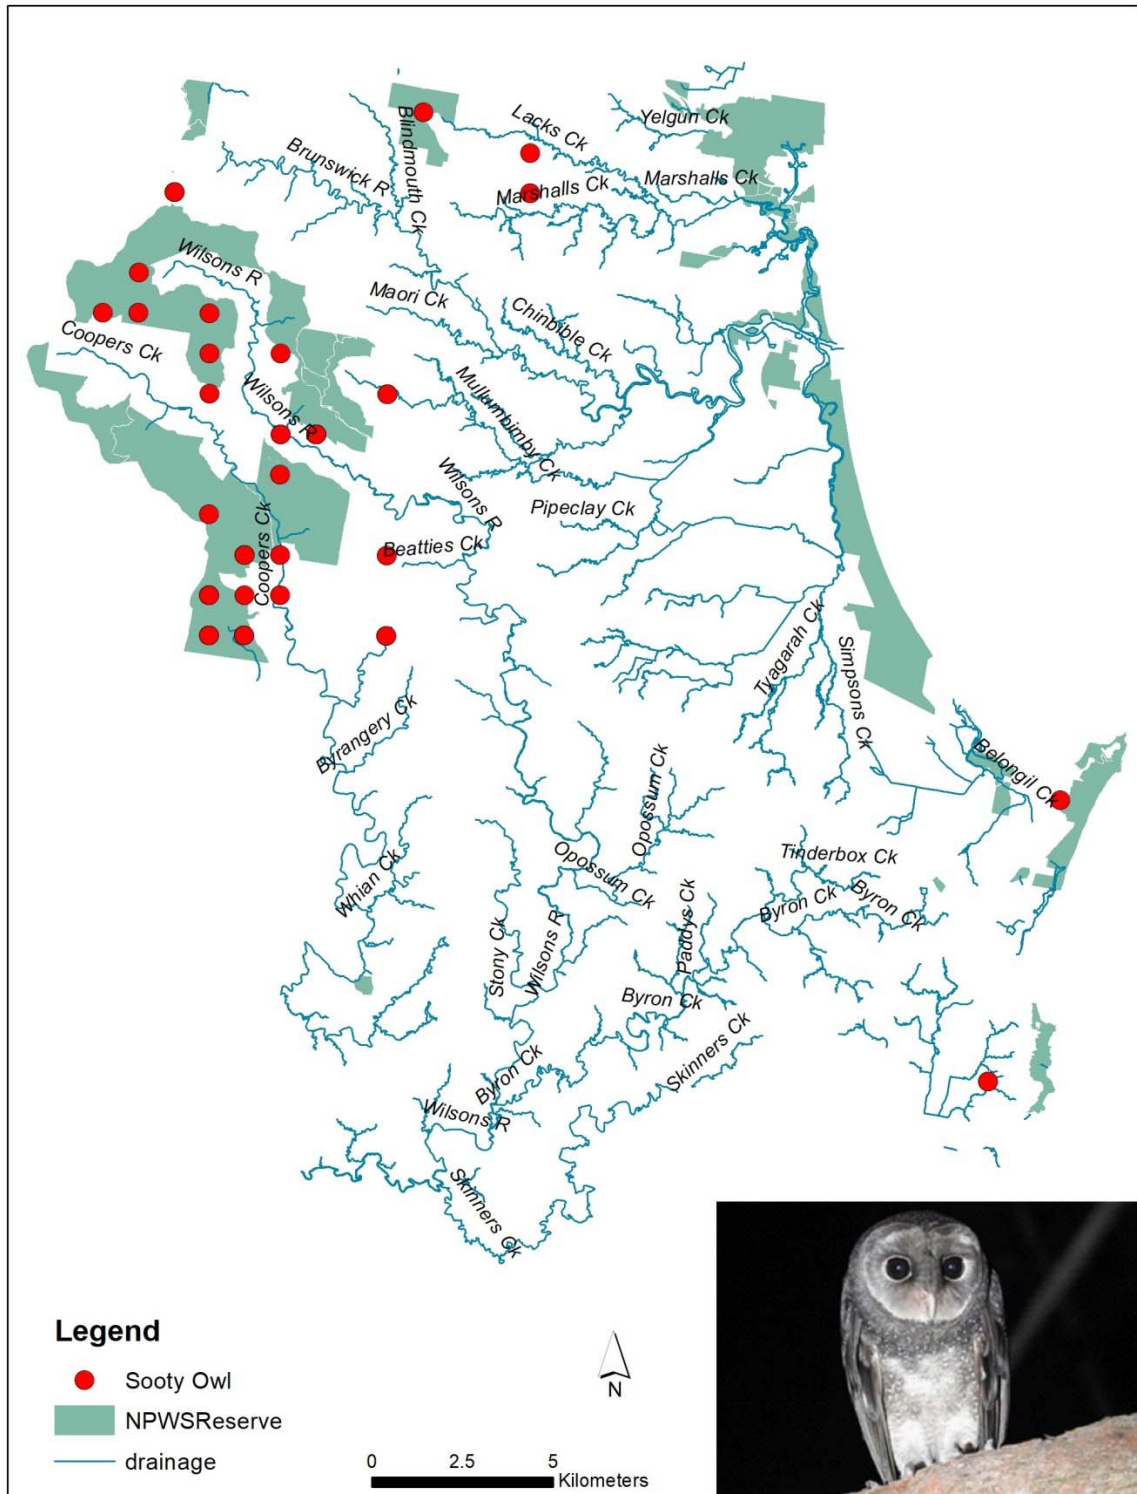 Yelgun Ck
Lacks Ck
Blindmouth Ck
Brunswick R
Marshalls Ck
Marshalls Ck
Wilsons R
Maori Ck
Chinbible Ck
Coopers Ck
Mullumbimby Ck
Wilsons R
Wilsons R
Pipeclay Ck
Beatties Ck
Coopers Ck
Tyagarah Ck
Simpsons Ck
Byrangery Ck
Belongil Ck
Opossum Ck
Tinderbox Ck
Opossum Ck
Whian Ck
Byron Ck
Byron Ck
Paddys Ck
Stony Ck
Wilsons R
Byron Ck
Skinners Ck
Byron Ck
Wilsons R
Skinners Ck
Legend
Sooty Owl
NPWSReserve
drainage
N
0 2.5 5
Kilometers